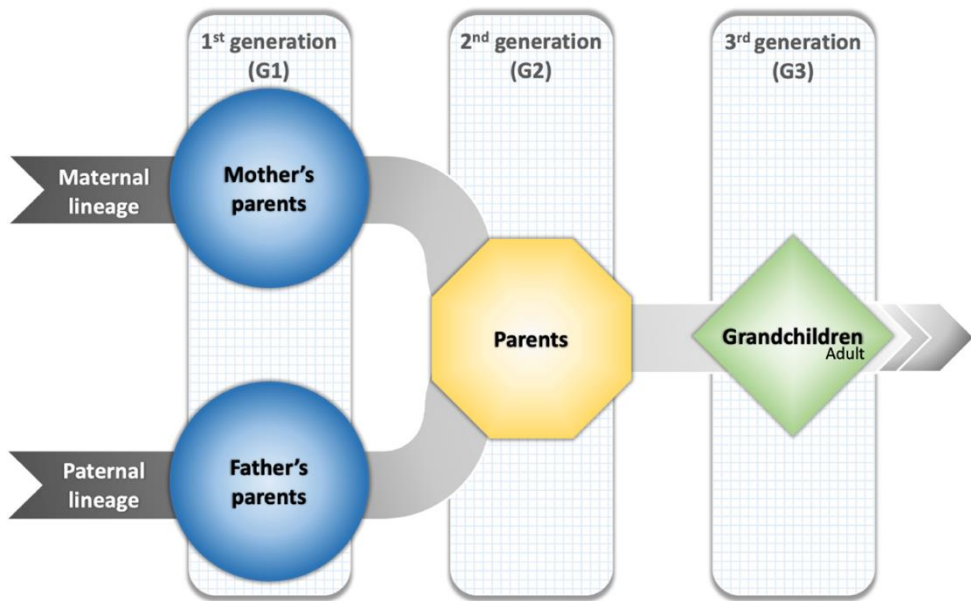 1st generation
(G1)
2nd generation
(G2)
3rd generation
(G3)
Maternal
lineage
Mother's
parents
Parents
Grandchildren
Adult
Paternal
lineage
Father's
parents